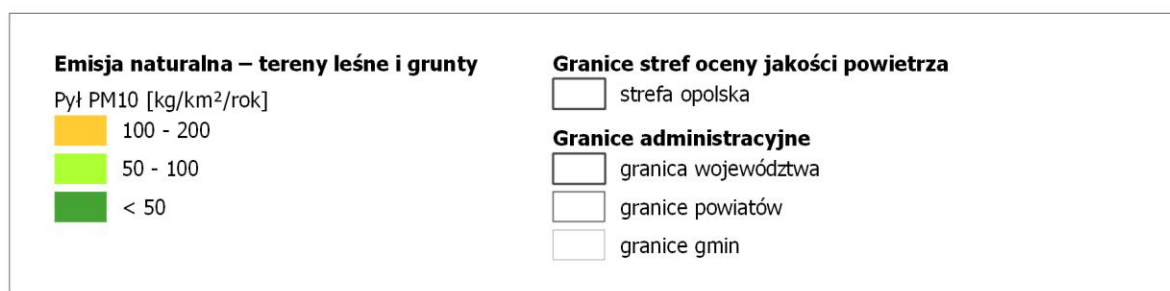 Emisja naturalna – tereny leśne i grunty
Pył PM10 [kg/km²/rok]
100 - 200
50 - 100
< 50
Granice stref oceny jakości powietrza
strefa opolska
Granice administracyjne
granica województwa
granice powiatów
granice gmin